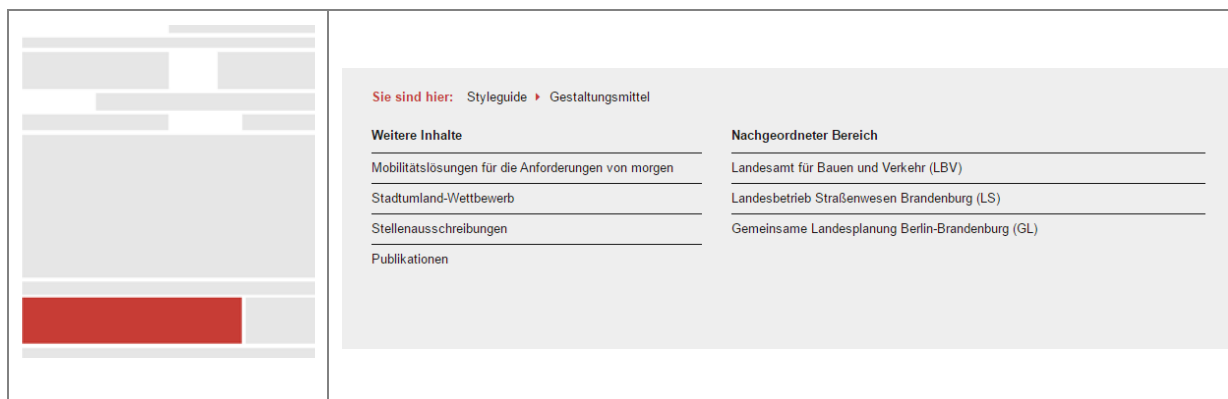 Sie sind hier: Styleguide Gestaltungsmittel
Weitere Inhalte
Mobilitätslösungen für die Anforderungen von morgen
Stadtumland-Wettbewerb
Stellenausschreibungen
Publikationen
Nachgeordneter Bereich
Landesamt für Bauen und Verkehr (LBV)
Landesbetrieb Straßenwesen Brandenburg (LS)
Gemeinsame Landesplanung Berlin-Brandenburg (GL)